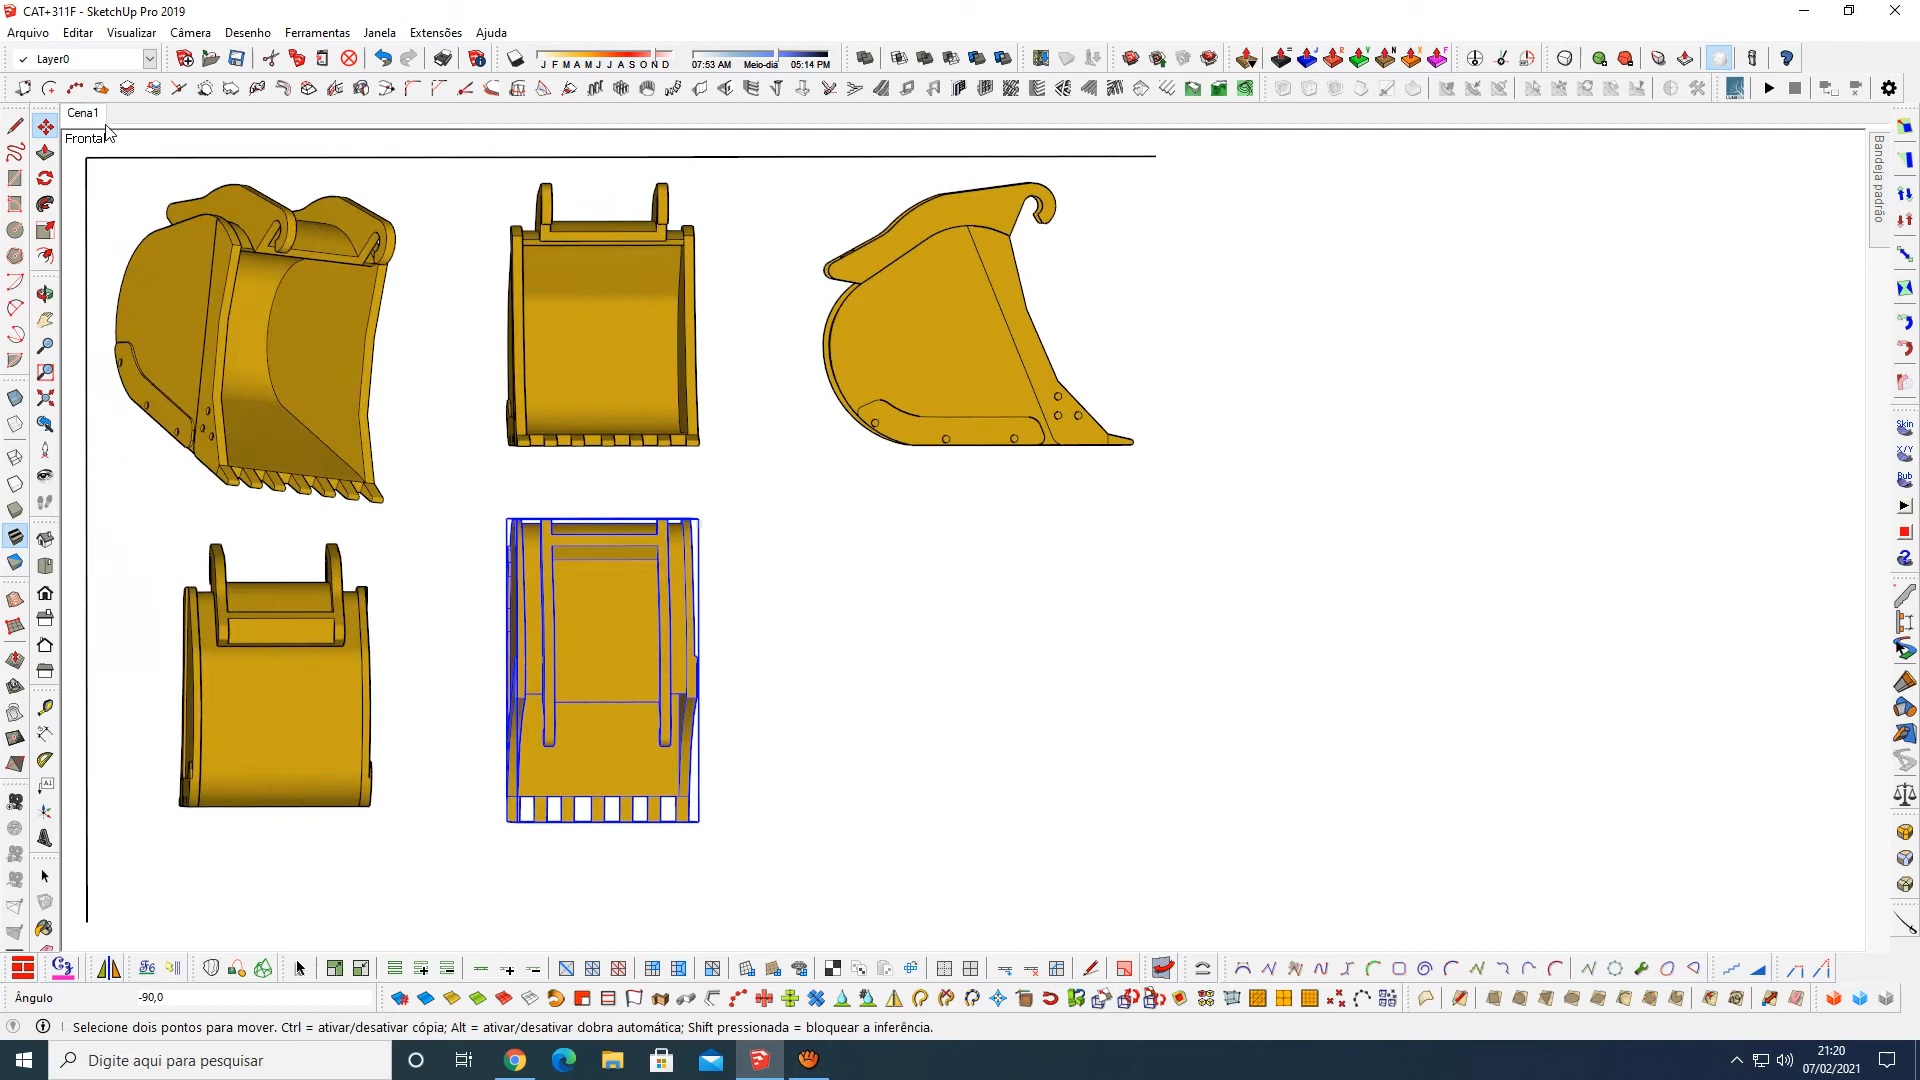 CAT+311F - SketchUp Pro 2019
Arquivo Editar Visualizar Câmera Desenho Ferramentas Janela Extensões Ajuda
Layer0
J F M A M J J A S O N D
07:53 AM Meio-dia 05:14 PM
Cena1
Frontal
Bandeja padrão
Skin
X/Y
Bub
Ângulo
-90,0
Selecione dois pontos para mover. Ctrl = ativar/desativar cópia; Alt = ativar/desativar dobra automática; Shift pressionada = bloquear a inferência.
Digite aqui para pesquisar
21:20
07/02/2021